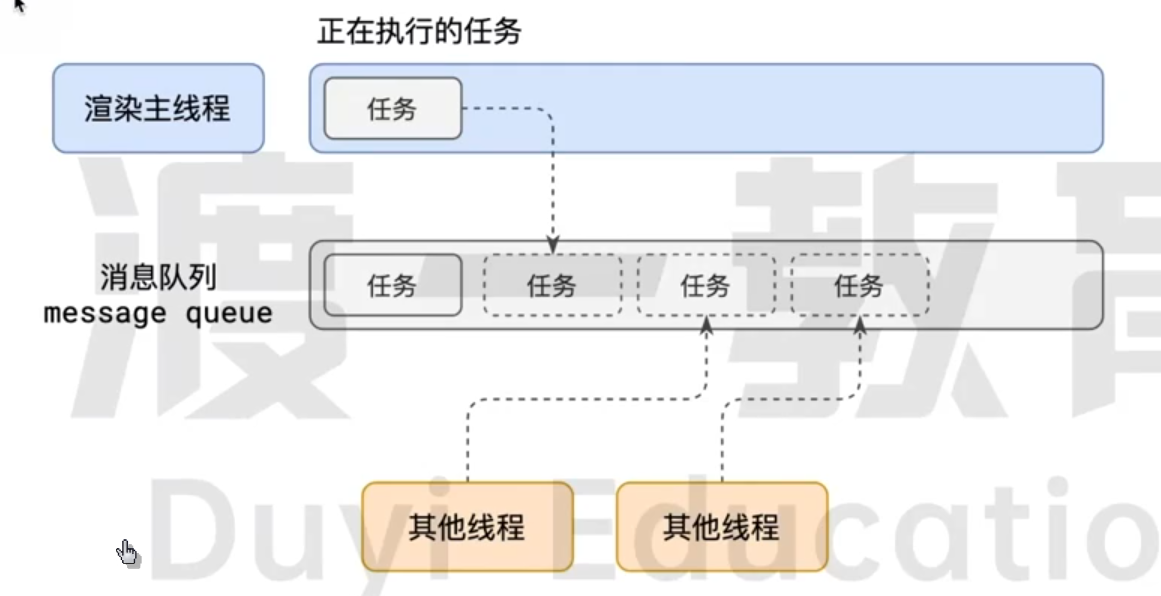 正在执行的任务
渲染主线程
任务
消息队列
message queue
任务
任务
任务
任务
其他线程
其他线程
渡一教育
Duyi Educatio